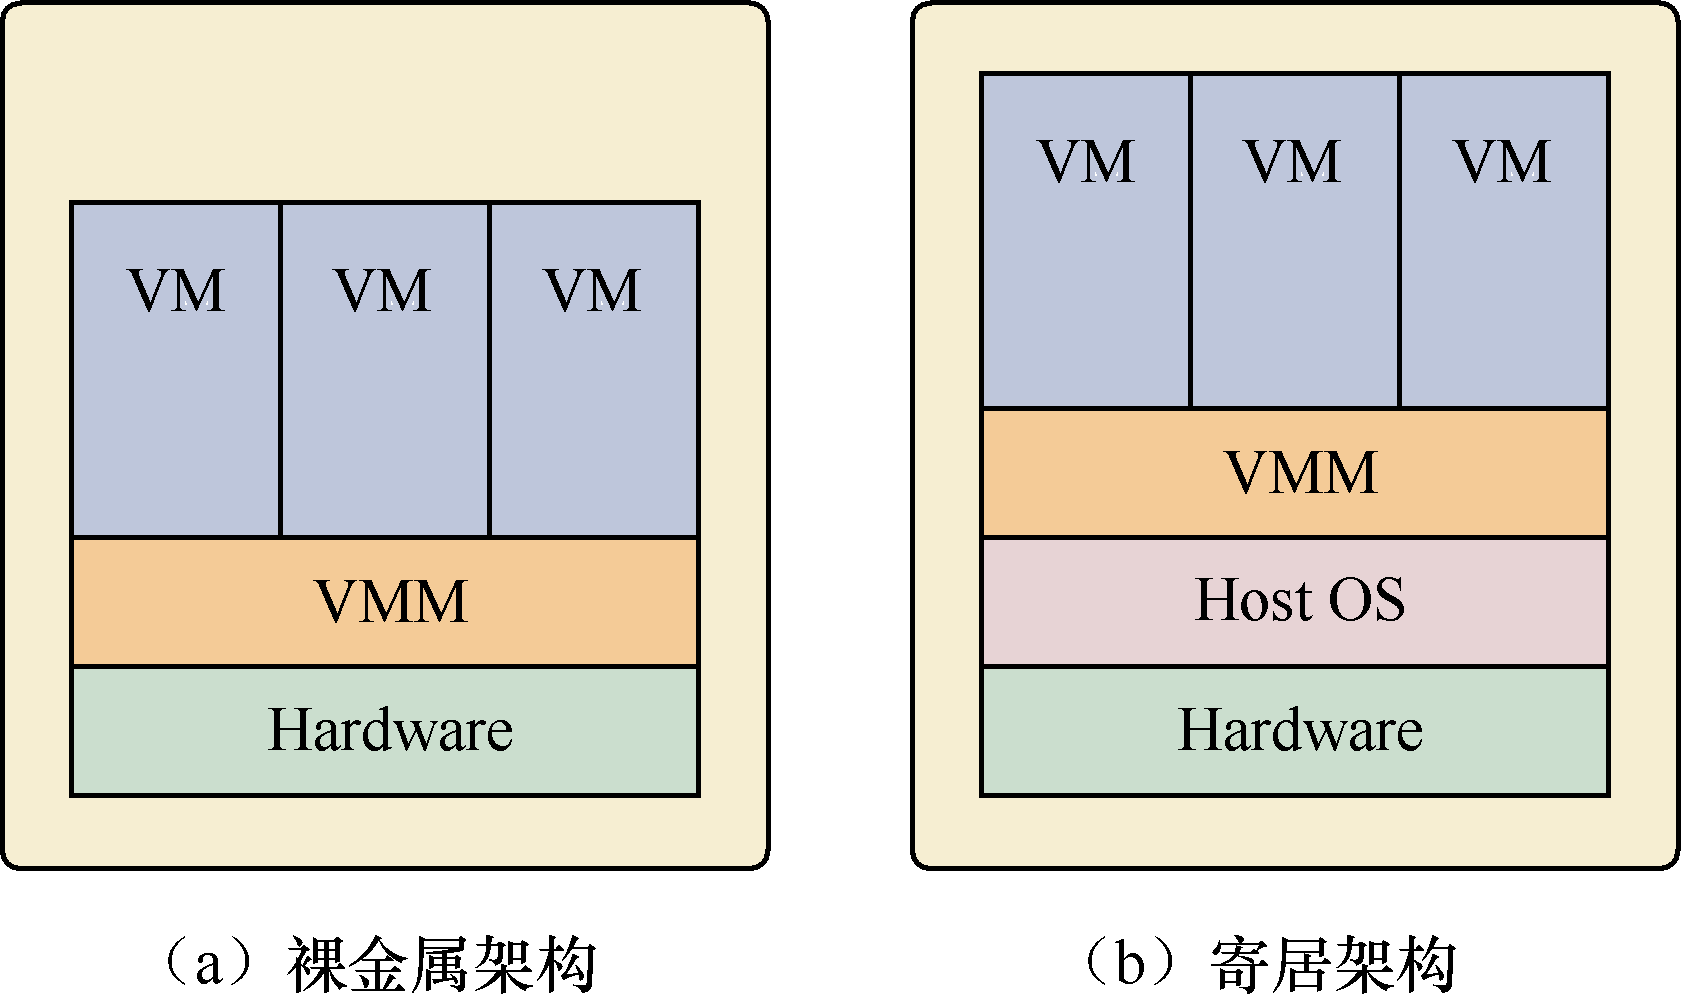 VM VM VM
VMM
Hardware
（a）裸金属架构
VM VM VM
VMM
Host OS
Hardware
（b）寄居架构